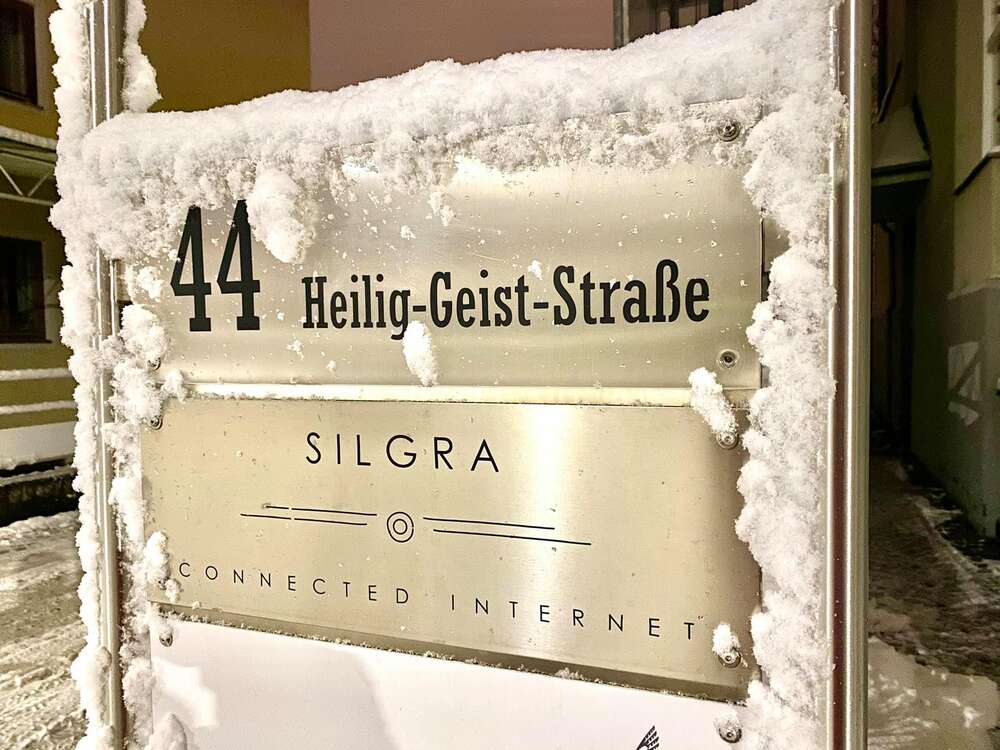 44 Heilig-Geist-Straße
SILGRA
CONNECTED INTERNET